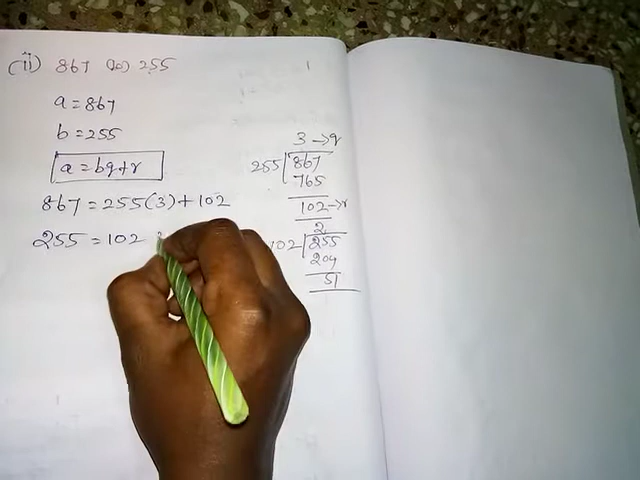 (ii) 867 255
a = 867
b = 255
a = bq+r
867 = 255(3) + 102
255 = 102
3 → q
255 867
765
102 → r
2
102 255
204
51